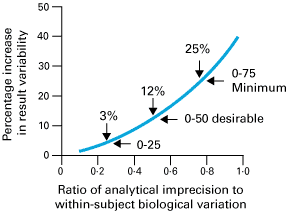 Percentage increase
in result variability
50
40
30
20
10
0
3%
12%
25%
0-75
Minimum
0-50 desirable
0-25
0 0·2 0·4 0·6 0·8 1·0
Ratio of analytical imprecision to
within-subject biological variation